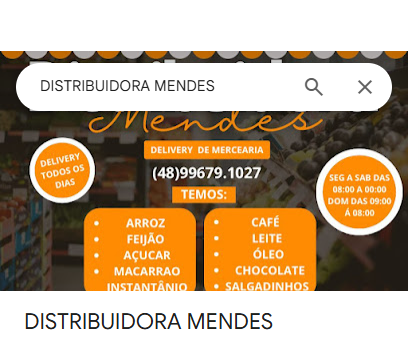 DISTRIBUIDORA MENDES
Mendes
DELIVERY DE MERCEARIA
(48)99679.1027
TEMOS:
DELIVERY
TODOS OS
DIAS
SEG A SAB DAS
08:00 A 00:00
DOM DAS 09:00
Á 08:00
• ARROZ
• FEIJÃO
• AÇUCAR
• MACARRAO
INSTANTÂNIO
• CAFÉ
• LEITE
• ÓLEO
• CHOCOLATE
• SALGADINHOS
DISTRIBUIDORA MENDES